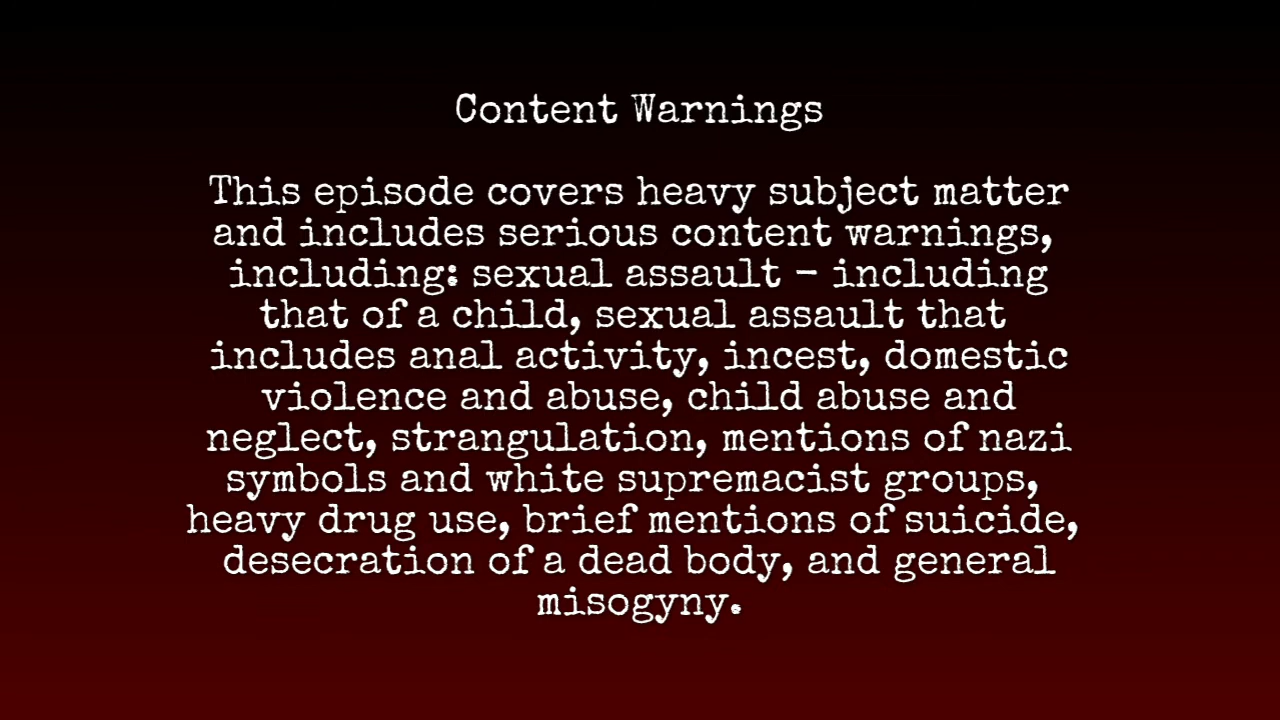 Content Warnings
This episode covers heavy subject matter
and includes serious content warnings,
including: sexual assault - including
that of a child, sexual assault that
includes anal activity, incest, domestic
violence and abuse, child abuse and
neglect, strangulation, mentions of nazi
symbols and white supremacist groups,
heavy drug use, brief mentions of suicide,
desecration of a dead body, and general
misogyny.